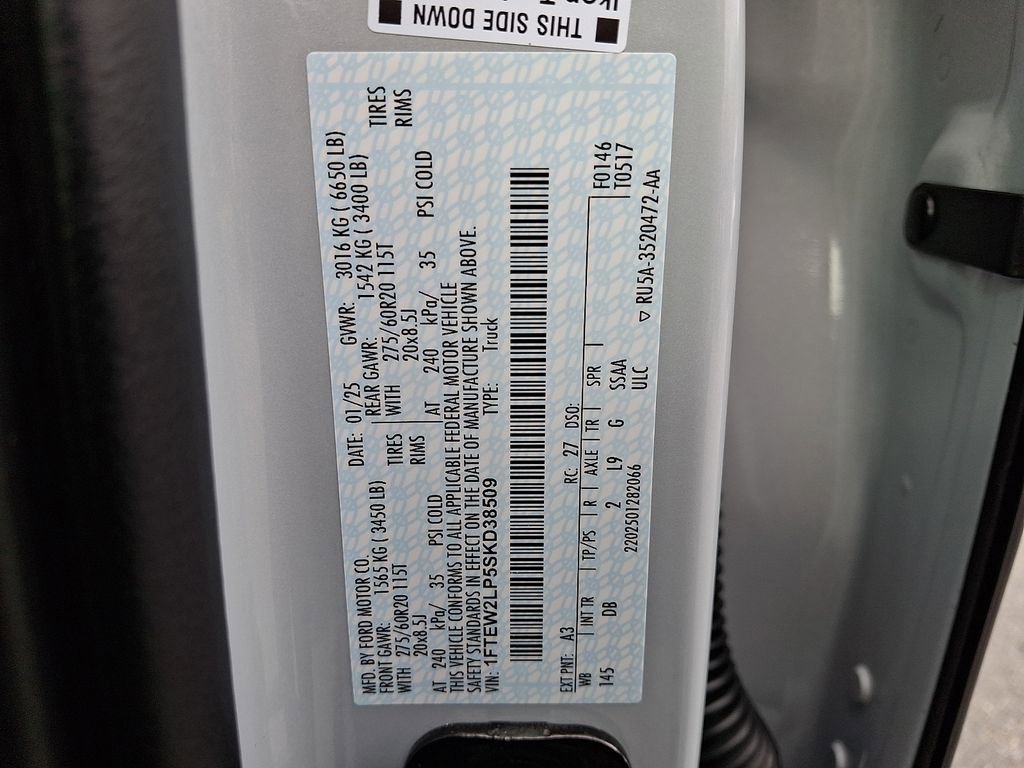 THIS SIDE DOWN
MFD. BY FORD MOTOR CO. DATE: 01/25 GVWR: 3016 KG ( 6650 LB)
FRONT GAWR: 1565 KG ( 3450 LB) REAR GAWR: 1542 KG ( 3400 LB)
WITH 275/60R20 115T TIRES WITH 275/60R20 115T TIRES
20x8.5J RIMS 20x8.5J RIMS
AT 240 kPa/ 35 PSI COLD AT 240 kPa/ 35 PSI COLD
THIS VEHICLE CONFORMS TO ALL APPLICABLE FEDERAL MOTOR VEHICLE
SAFETY STANDARDS IN EFFECT ON THE DATE OF MANUFACTURE SHOWN ABOVE.
VIN: 1FTEW2LP5SKD38509 TYPE: Truck
EXT PNT: A3 RC: 27 DSO: F0146
WB | INT TR | TP/PS | R | AXLE | TR | SPR | T0517
145 DB 2 L9 G SSAA
ULC
2202501282066
▽ RU5A-3520472-AA